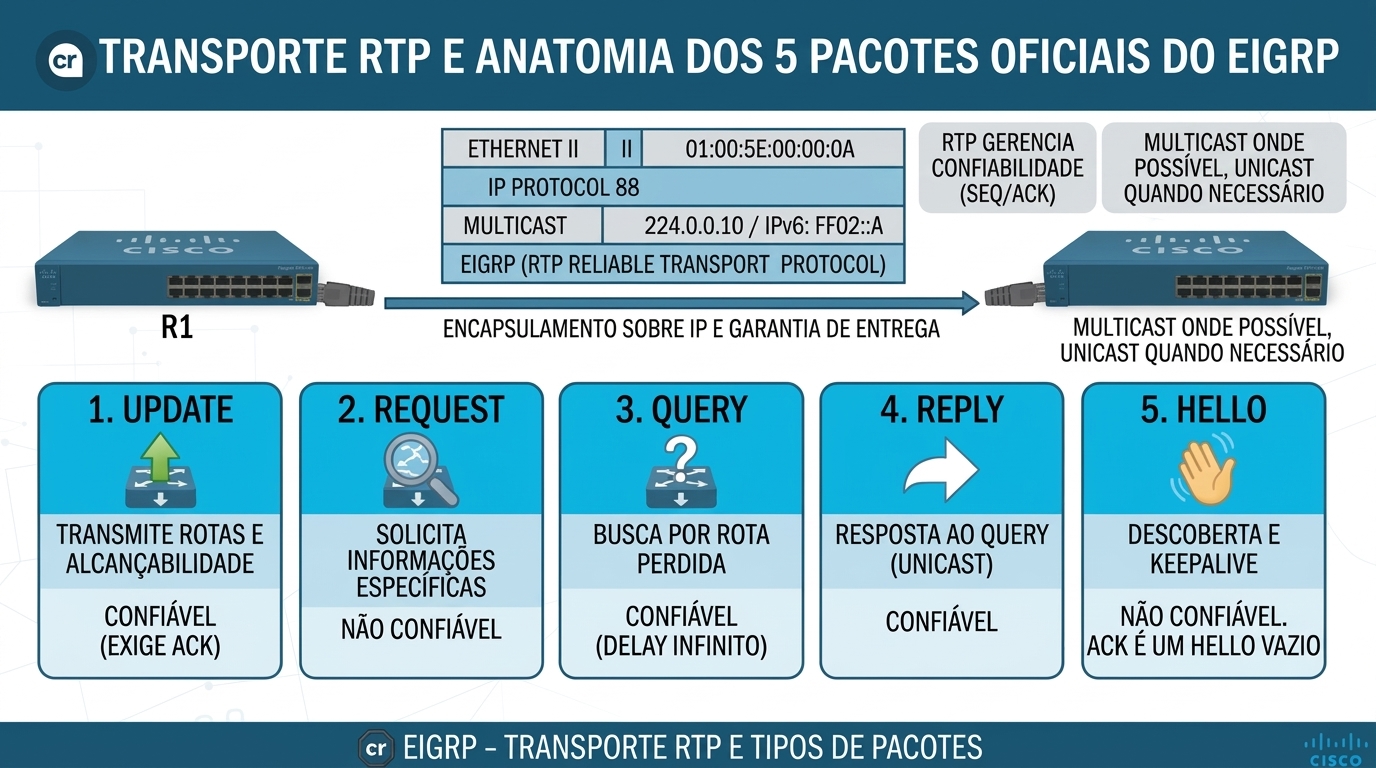 cr TRANSPORTE RTP E ANATOMIA DOS 5 PACOTES OFICIAIS DO EIGRP
ETHERNET II II 01:00:5E:00:00:0A
IP PROTOCOL 88
MULTICAST 224.0.0.10 / IPv6: FF02::A
EIGRP (RTP RELIABLE TRANSPORT PROTOCOL)
RTP GERENCIA
CONFIABILIDADE
(SEQ/ACK)
MULTICAST ONDE
POSSÍVEL, UNICAST
QUANDO NECESSÁRIO
CISCO
R1
ENCAPSULAMENTO SOBRE IP E GARANTIA DE ENTREGA
CISCO
MULTICAST ONDE POSSÍVEL,
UNICAST QUANDO NECESSÁRIO
1. UPDATE
TRANSMITE ROTAS E
ALCANÇABILIDADE
CONFIÁVEL
(EXIGE ACK)
2. REQUEST
SOLICITA
INFORMAÇÕES
ESPECÍFICAS
NÃO CONFIÁVEL
3. QUERY
?
BUSCA POR ROTA
PERDIDA
CONFIÁVEL
(DELAY INFINITO)
4. REPLY
RESPOSTA AO QUERY
(UNICAST)
CONFIÁVEL
5. HELLO
DESCOBERTA E
KEEPALIVE
NÃO CONFIÁVEL.
ACK É UM HELLO VAZIO
cr EIGRP – TRANSPORTE RTP E TIPOS DE PACOTES
CISCO